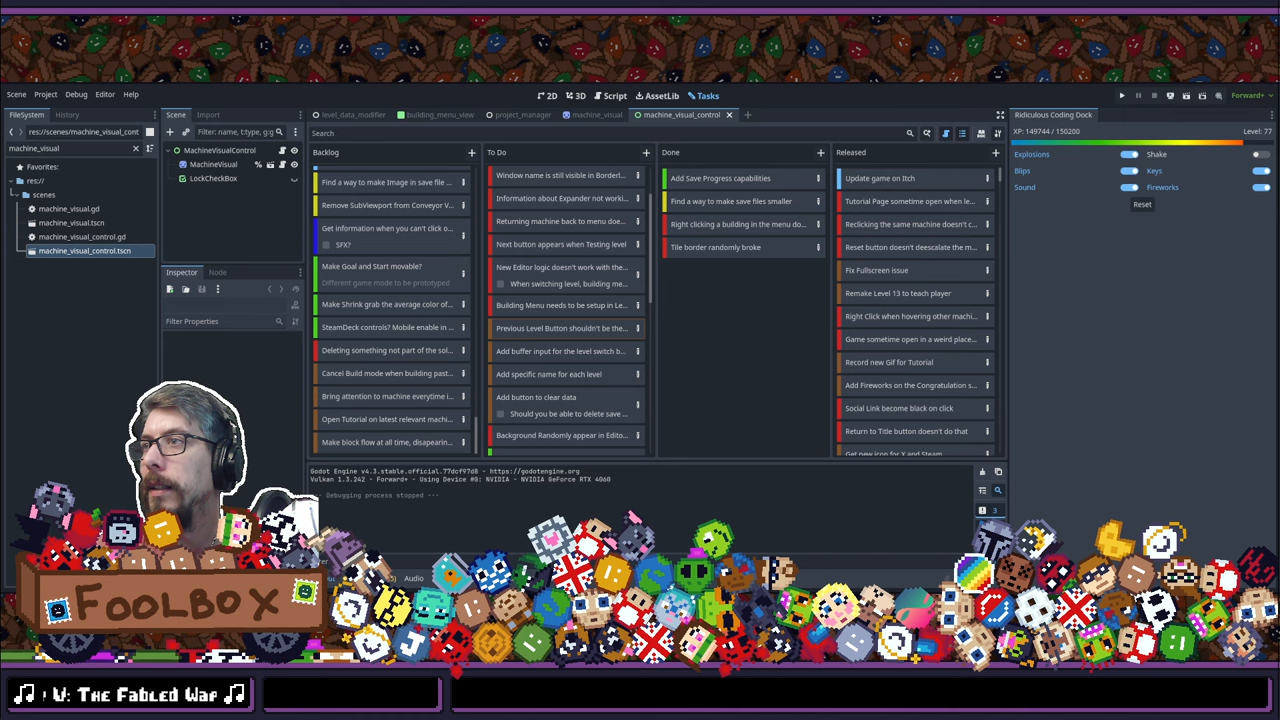 Scene Project Debug Editor Help
2D 3D Script AssetLib Tasks
Forward+
FileSystem History
res://scenes/machine_visual_cont
machine_visual
Favorites:
res://
scenes
machine_visual.gd
machine_visual.tscn
machine_visual_control.gd
machine_visual_control.tscn
Scene Import
Filter: name, t:type, g:g
MachineVisualControl
MachineVisual
LockCheckBox
Inspector Node
Filter Properties
level_data_modifier building_menu_view project_manager machine_visual machine_visual_control
Search
Backlog
Find a way to make Image in save file ...
Remove SubViewport from Conveyor V...
Get information when you can't click o...
SFX?
Make Goal and Start movable?
Different game mode to be prototyped
Make Shrink grab the average color of...
SteamDeck controls? Mobile enable in ...
Deleting something not part of the sol...
Cancel Build mode when building past...
Bring attention to machine everytime i...
Open Tutorial on latest relevant machi...
Make block flow at all time, disapearin...
To Do
Window name is still visible in Borderl...
Information about Expander not worki...
Returning machine back to menu doe...
Next button appears when Testing level
New Editor logic doesn't work with the...
When switching level, building me...
Building Menu needs to be setup in Le...
Previous Level Button shouldn't be the...
Add buffer input for the level switch b...
Add specific name for each level
Add button to clear data
Should you be able to delete save ...
Background Randomly appear in Edito...
Done
Add Save Progress capabilities
Find a way to make save files smaller
Right clicking a building in the menu do...
Tile border randomly broke
Released
Update game on Itch
Tutorial Page sometime open when le...
Reclicking the same machine doesn't c...
Reset button doesn't deescalate the m...
Fix Fullscreen issue
Remake Level 13 to teach player
Right Click when hovering other machi...
Game sometime open in a weird place...
Record new Gif for Tutorial
Add Fireworks on the Congratulation s...
Social Link become black on click
Return to Title button doesn't do that
Get new icon for X and Steam
Ridiculous Coding Dock
XP: 149744 / 150200 Level: 77
Explosions Shake
Blips Keys
Sound Fireworks
Reset
Godot Engine v4.3.stable.official.77dcf97d8 - https://godotengine.org
Vulkan 1.3.242 - Forward+ - Using Device #0: NVIDIA - NVIDIA GeForce RTX 4060
--- Debugging process stopped ---
3
Audio
FOOLBOX
V: The Fabled War